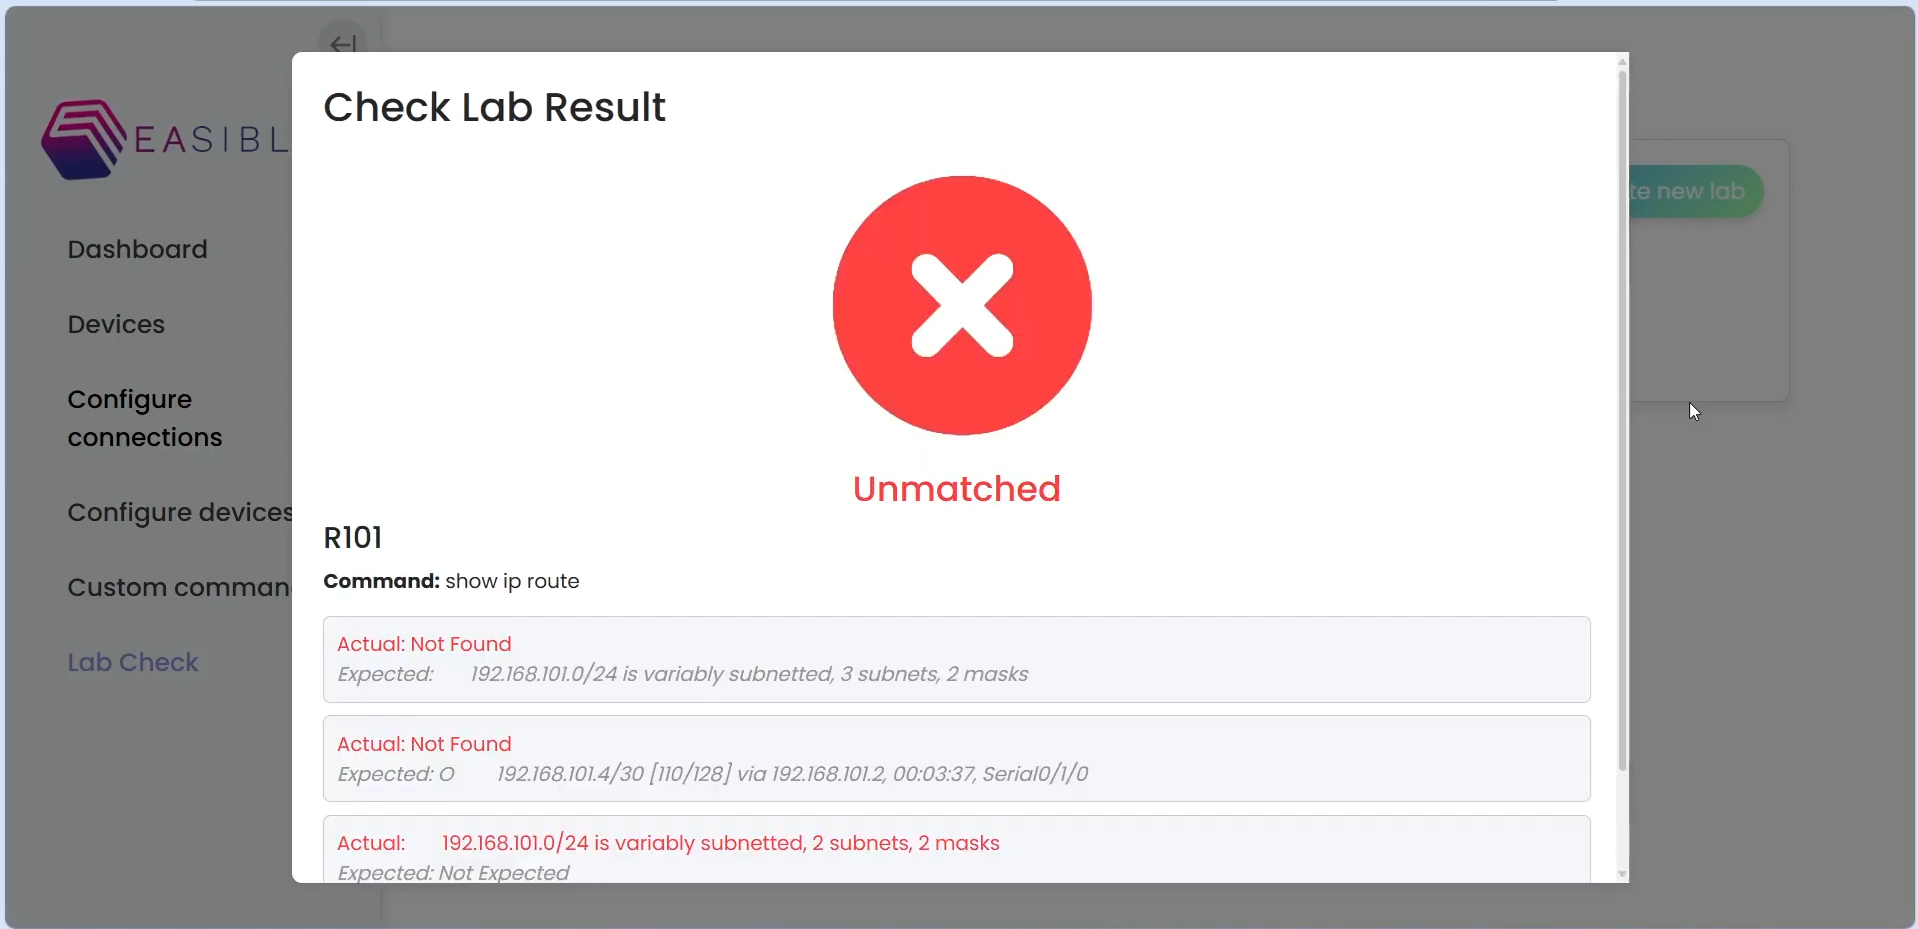 Check Lab Result
EASIBL
te new lab
Dashboard
Devices
Configure
connections
Configure devices
Custom comman
Lab Check
Unmatched
R101
Command: show ip route
Actual: Not Found
Expected: 192.168.101.0/24 is variably subnetted, 3 subnets, 2 masks
Actual: Not Found
Expected: O 192.168.101.4/30 [110/128] via 192.168.101.2, 00:03:37, Serial0/1/0
Actual: 192.168.101.0/24 is variably subnetted, 2 subnets, 2 masks
Expected: Not Expected